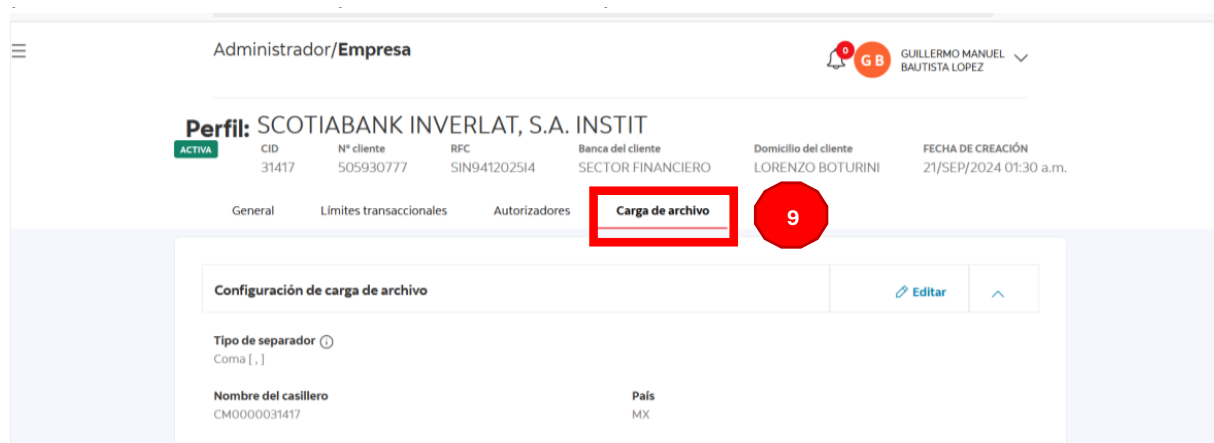 Administrador/Empresa
0
G B
GUILLERMO MANUEL
BAUTISTA LOPEZ
Perfil: SCOTIABANK INVERLAT, S.A. INSTIT
ACTIVA
CID Nº cliente RFC Banca del cliente Domicilio del cliente FECHA DE CREACIÓN
31417 505930777 SIN9412025I4 SECTOR FINANCIERO LORENZO BOTURINI 21/SEP/2024 01:30 a.m.
General Límites transaccionales Autorizadores Carga de archivo 9
Configuración de carga de archivo Editar
Tipo de separador
Coma [ , ]
Nombre del casillero País
CM0000031417 MX